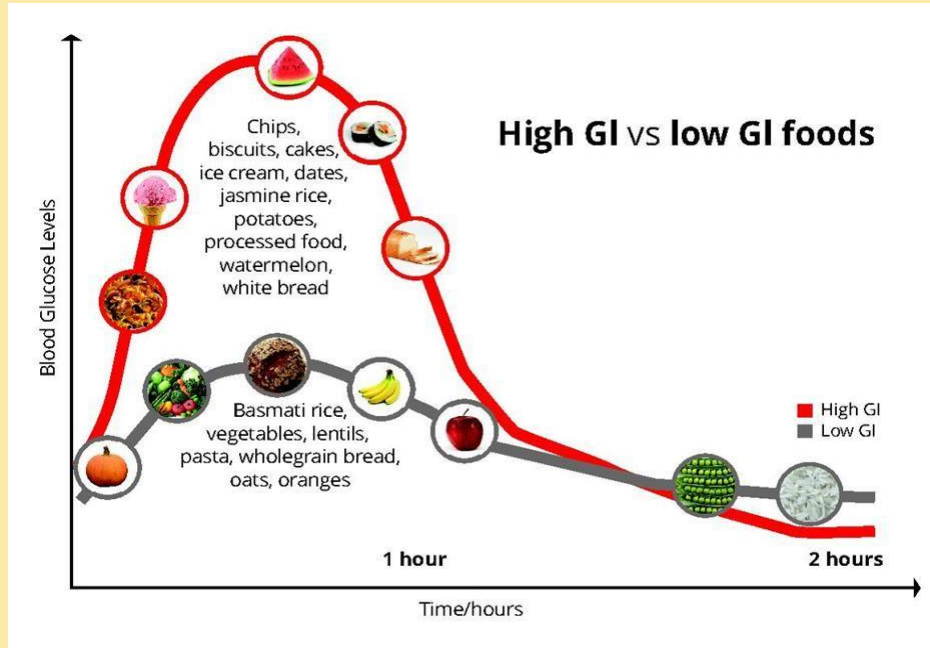 High GI vs low GI foods
Blood Glucose Levels
Chips,
biscuits, cakes,
ice cream, dates,
jasmine rice,
potatoes,
processed food,
watermelon,
white bread
Basmati rice,
vegetables, lentils,
pasta, wholegrain bread,
oats, oranges
High GI
Low GI
1 hour
2 hours
Time/hours